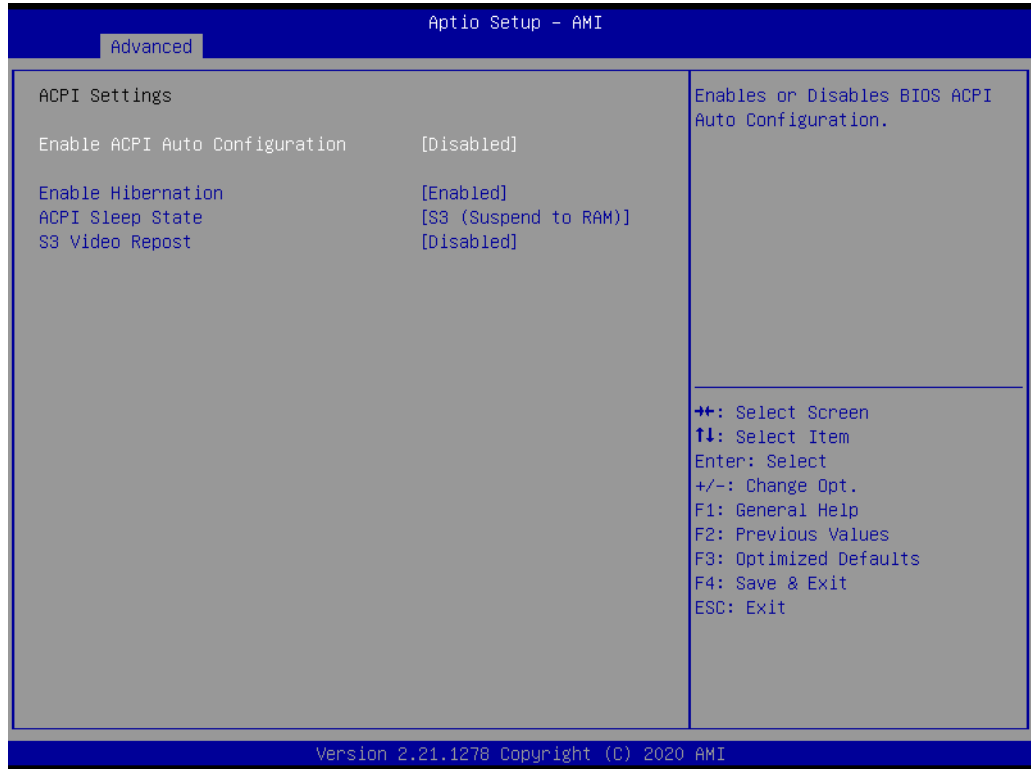 Aptio Setup – AMI
Advanced
ACPI Settings
Enable ACPI Auto Configuration [Disabled]
Enable Hibernation [Enabled]
ACPI Sleep State [S3 (Suspend to RAM)]
S3 Video Repost [Disabled]
Enables or Disables BIOS ACPI
Auto Configuration.
→←: Select Screen
↑↓: Select Item
Enter: Select
+/-: Change Opt.
F1: General Help
F2: Previous Values
F3: Optimized Defaults
F4: Save & Exit
ESC: Exit
Version 2.21.1278 Copyright (C) 2020 AMI